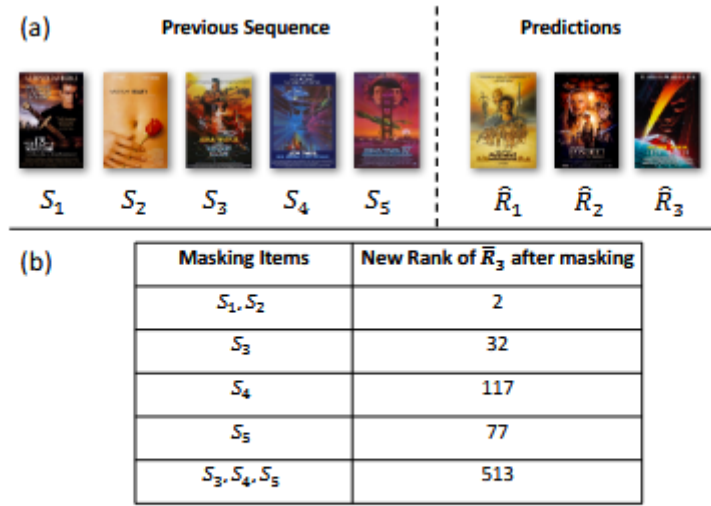 (a) Previous Sequence Predictions
S₁ S₂ S₃ S₄ S₅ R̂₁ R̂₂ R̂₃
(b)
Masking Items New Rank of R̅₃ after masking
S₁, S₂ 2
S₃ 32
S₄ 117
S₅ 77
S₃, S₄, S₅ 513